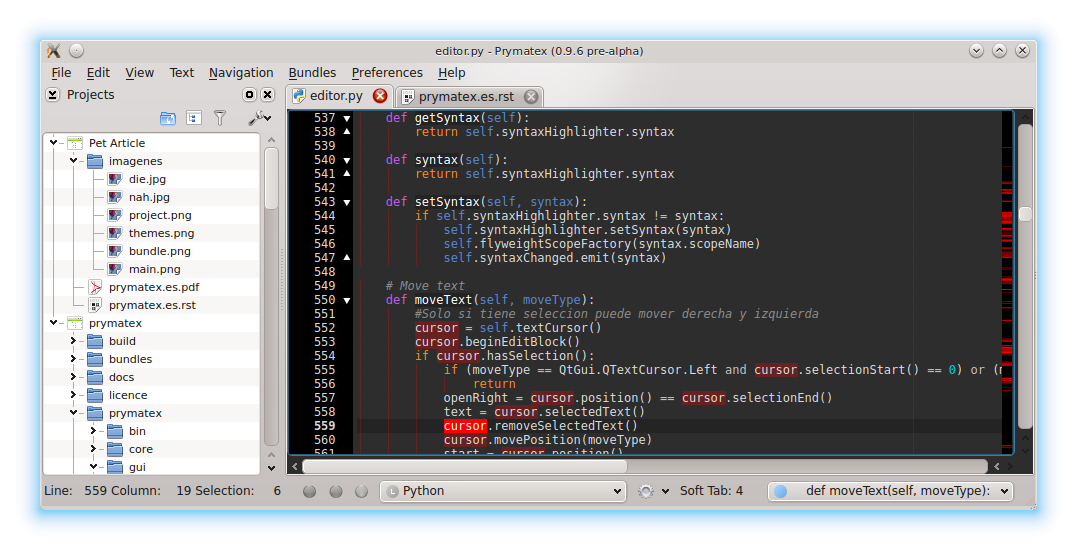 editor.py - Prymatex (0.9.6 pre-alpha)
File Edit View Text Navigation Bundles Preferences Help
Projects
Pet Article
imagenes
die.jpg
nah.jpg
project.png
themes.png
bundle.png
main.png
prymatex.es.pdf
prymatex.es.rst
prymatex
build
bundles
docs
licence
prymatex
bin
core
gui
editor.py prymatex.es.rst
537 def getSyntax(self):
538 return self.syntaxHighlighter.syntax
539
540 def syntax(self):
541 return self.syntaxHighlighter.syntax
542
543 def setSyntax(self, syntax):
544 if self.syntaxHighlighter.syntax != syntax:
545 self.syntaxHighlighter.setSyntax(syntax)
546 self.flyweightScopeFactory(syntax.scopeName)
547 self.syntaxChanged.emit(syntax)
548
549 # Move text
550 def moveText(self, moveType):
551 #Solo si tiene seleccion puede mover derecha y izquierda
552 cursor = self.textCursor()
553 cursor.beginEditBlock()
554 if cursor.hasSelection():
555 if (moveType == QtGui.QTextCursor.Left and cursor.selectionStart() == 0) or (
556 return
557 openRight = cursor.position() == cursor.selectionEnd()
558 text = cursor.selectedText()
559 cursor.removeSelectedText()
560 cursor.movePosition(moveType)
561 start = cursor.position()
Line: 559 Column: 19 Selection: 6 L Python Soft Tab: 4 def moveText(self, moveType):